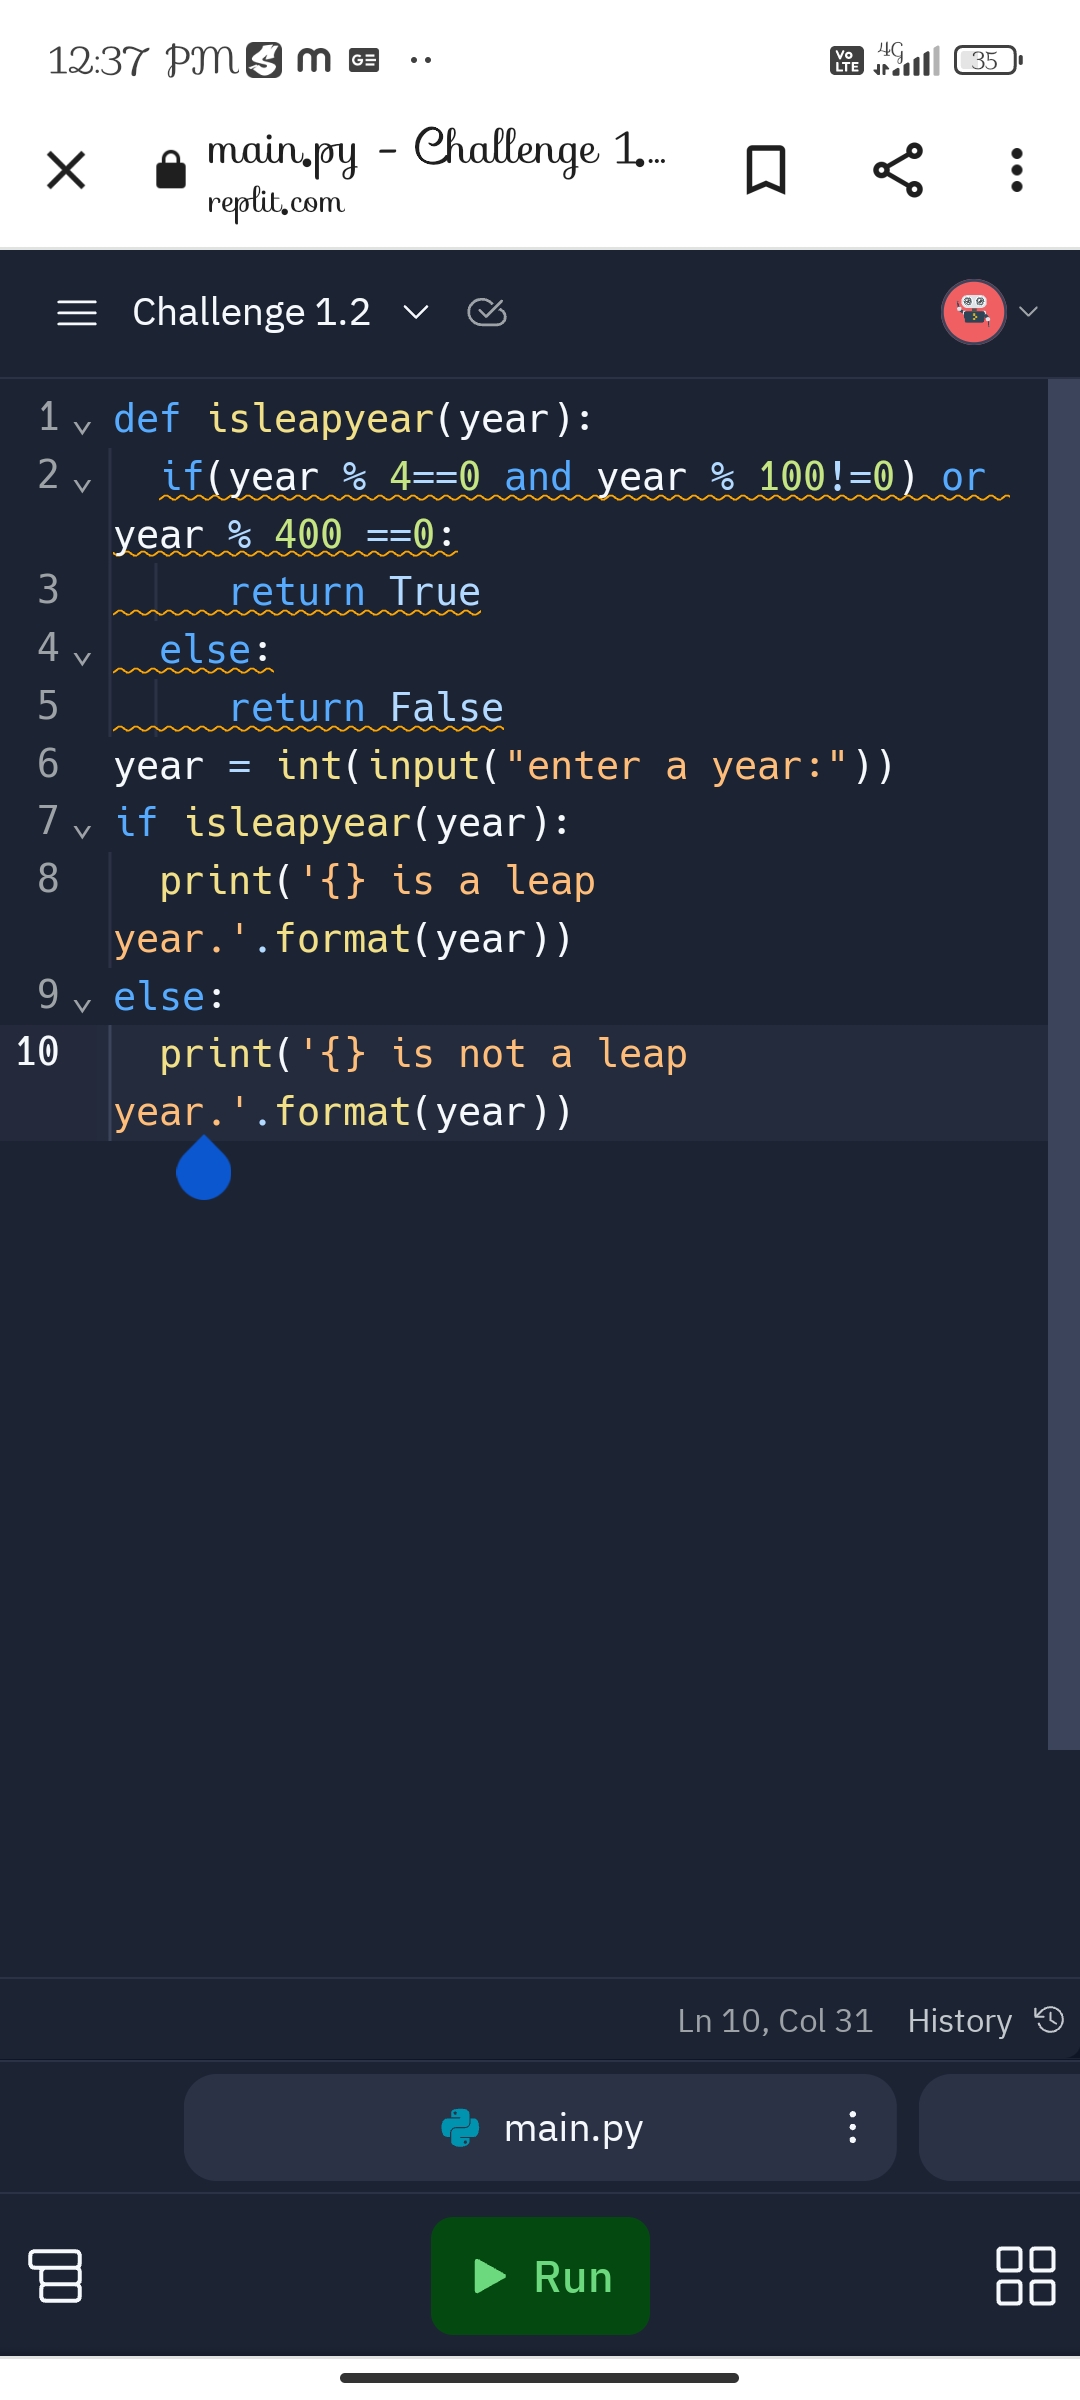 12:37 PM
Vo LTE 4G 35
main.py - Challenge 1...
replit.com
Challenge 1.2
1 def isleapyear(year):
2 if(year % 4==0 and year % 100!=0) or
year % 400 ==0:
3 return True
4 else:
5 return False
6 year = int(input("enter a year:"))
7 if isleapyear(year):
8 print('{} is a leap
year.'.format(year))
9 else:
10 print('{} is not a leap
year.'.format(year))
Ln 10, Col 31 History
main.py
Run